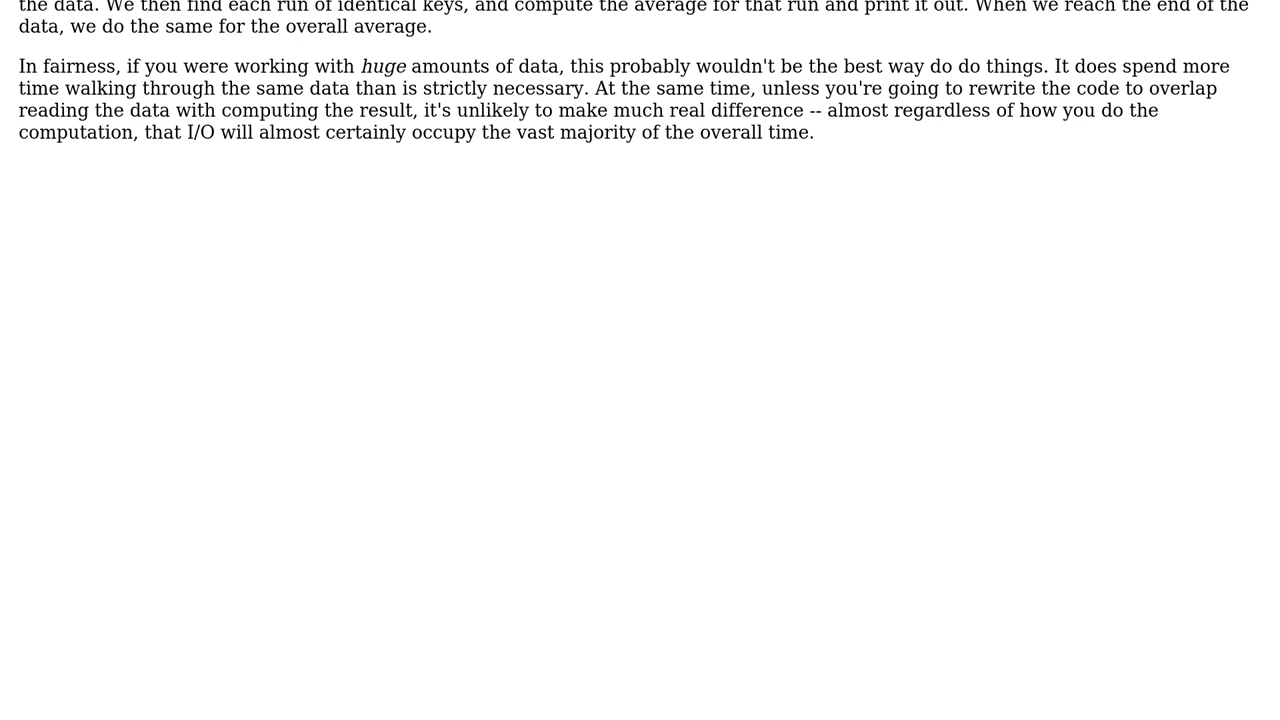 the data. We then find each run of identical keys, and compute the average for that run and print it out. When we reach the end of the
data, we do the same for the overall average.
In fairness, if you were working with huge amounts of data, this probably wouldn't be the best way do do things. It does spend more
time walking through the same data than is strictly necessary. At the same time, unless you're going to rewrite the code to overlap
reading the data with computing the result, it's unlikely to make much real difference -- almost regardless of how you do the
computation, that I/O will almost certainly occupy the vast majority of the overall time.